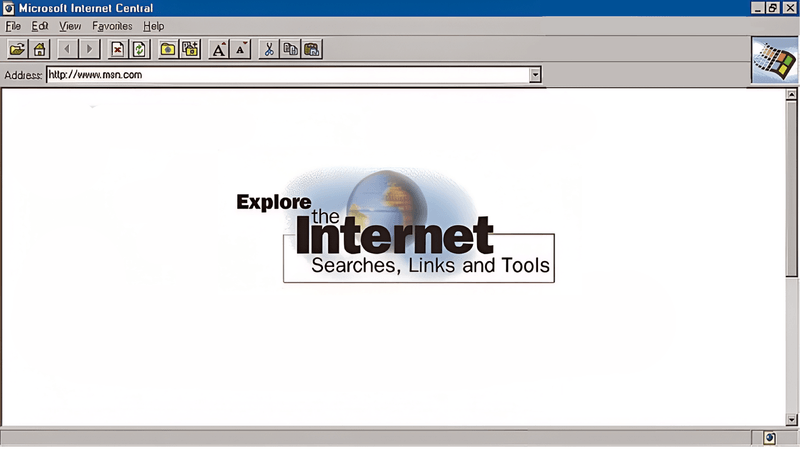 Microsoft Internet Central
File Edit View Favorites Help
A A
Address: http://www.msn.com
Explore
the
Internet
Searches, Links and Tools